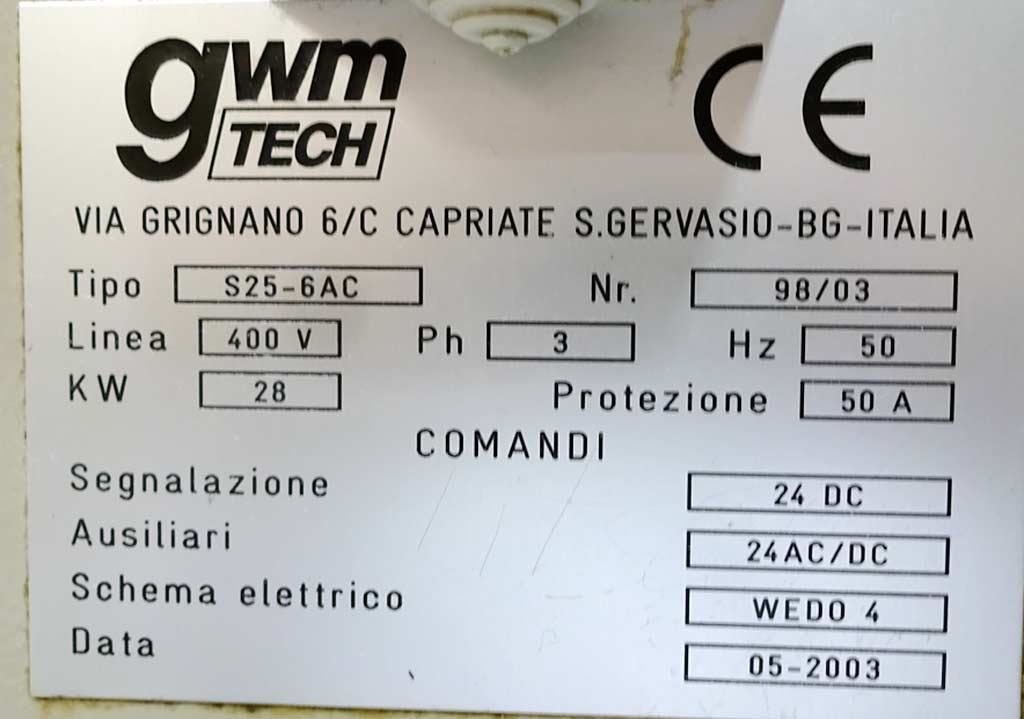 gwm TECH CE
VIA GRIGNANO 6/C CAPRIATE S.GERVASIO-BG-ITALIA
Tipo S25-6AC Nr. 98/03
Linea 400 V Ph 3 Hz 50
KW 28 Protezione 50 A
COMANDI
Segnalazione 24 DC
Ausiliari 24AC/DC
Schema elettrico WEDO 4
Data 05-2003